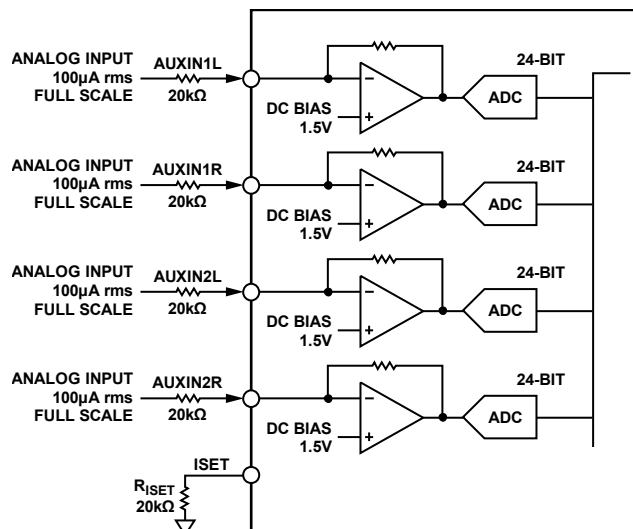 ANALOG INPUT
100µA rms
FULL SCALE
AUXIN1L
20kΩ
DC BIAS
1.5V
−
+
24-BIT
ADC
ANALOG INPUT
100µA rms
FULL SCALE
AUXIN1R
20kΩ
DC BIAS
1.5V
−
+
24-BIT
ADC
ANALOG INPUT
100µA rms
FULL SCALE
AUXIN2L
20kΩ
DC BIAS
1.5V
−
+
24-BIT
ADC
ANALOG INPUT
100µA rms
FULL SCALE
AUXIN2R
20kΩ
DC BIAS
1.5V
−
+
24-BIT
ADC
ISET
RISET
20kΩ